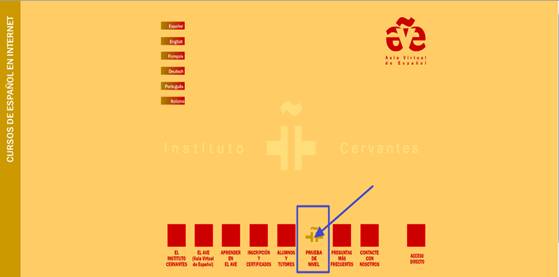 CURSOS DE ESPAÑOL EN INTERNET
Español
English
Français
Deutsch
Português
Italiano
ave
Aula Virtual
de Español
Instituto Cervantes
EL
INSTITUTO
CERVANTES
EL AVE
(Aula Virtual
de Español)
APRENDER
EN
EL AVE
INSCRIPCIÓN
Y
CERTIFICADOS
ALUMNOS
Y
TUTORES
PRUEBA
DE
NIVEL
PREGUNTAS
MÁS
FRECUENTES
CONTACTE
CON
NOSOTROS
ACCESO
DIRECTO